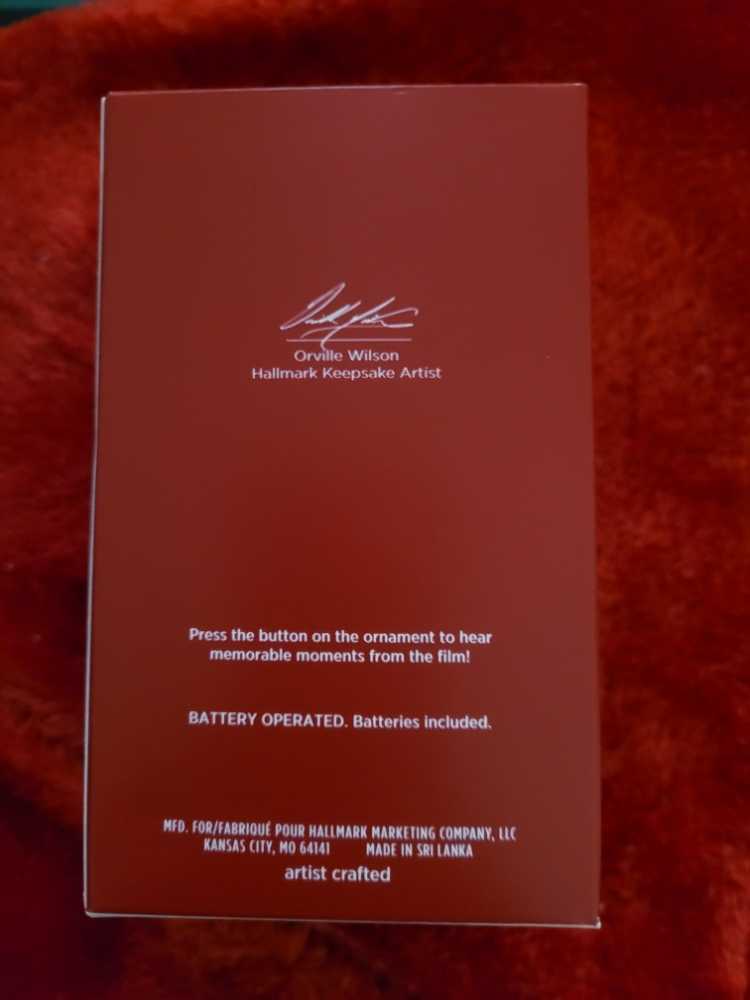 Orville Wilson
Hallmark Keepsake Artist
Press the button on the ornament to hear
memorable moments from the film!
BATTERY OPERATED. Batteries included.
MFD. FOR/FABRIQUÉ POUR HALLMARK MARKETING COMPANY, LLC
KANSAS CITY, MO 64141 MADE IN SRI LANKA
artist crafted